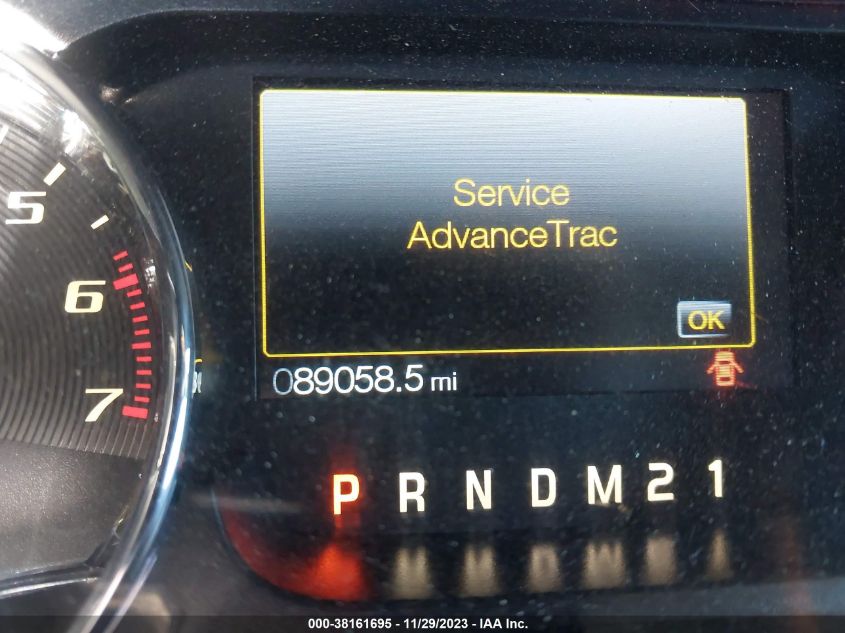 Service
AdvanceTrac
OK
5
6
7
089058.5 mi
P R N D M 2 1
000-38161695 - 11/29/2023 - IAA Inc.